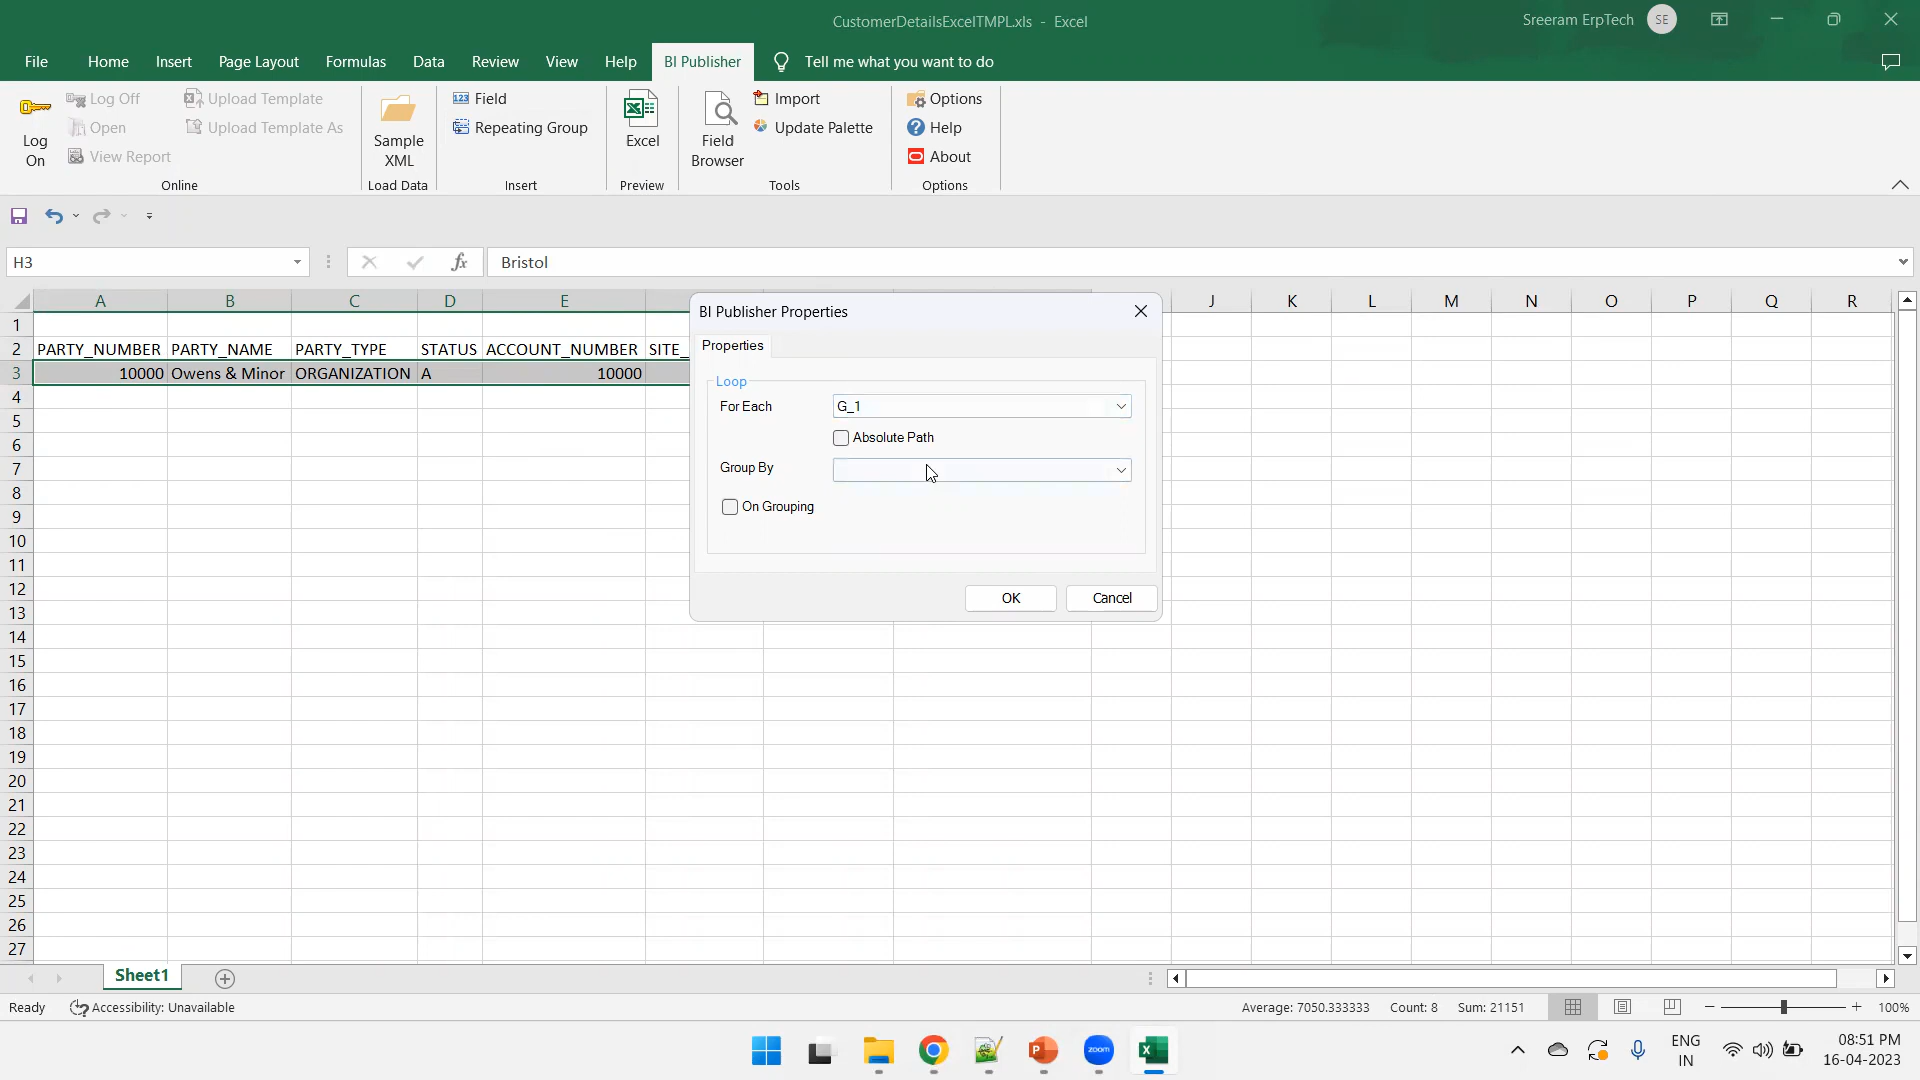 CustomerDetailsExcelTMPL.xls - Excel
Sreeram ErpTech SE
File Home Insert Page Layout Formulas Data Review View Help BI Publisher Tell me what you want to do
Log On
Log Off
Open
View Report
Upload Template
Upload Template As
Online
Sample XML
Load Data
123 Field
Repeating Group
Insert
Excel
Preview
Field Browser
Import
Update Palette
Tools
Options
Help
About
Options
H3 fx Bristol
A B C D E J K L M N O P Q R
1
2 PARTY_NUMBER PARTY_NAME PARTY_TYPE STATUS ACCOUNT_NUMBER SITE_
3 10000 Owens & Minor ORGANIZATION A 10000
4
5
6
7
8
9
10
11
12
13
14
15
16
17
18
19
20
21
22
23
24
25
26
27
BI Publisher Properties
Properties
Loop
For Each G_1
Absolute Path
Group By
On Grouping
OK Cancel
Sheet1
Ready Accessibility: Unavailable Average: 7050.333333 Count: 8 Sum: 21151 100%
zoom
ENG
IN
08:51 PM
16-04-2023